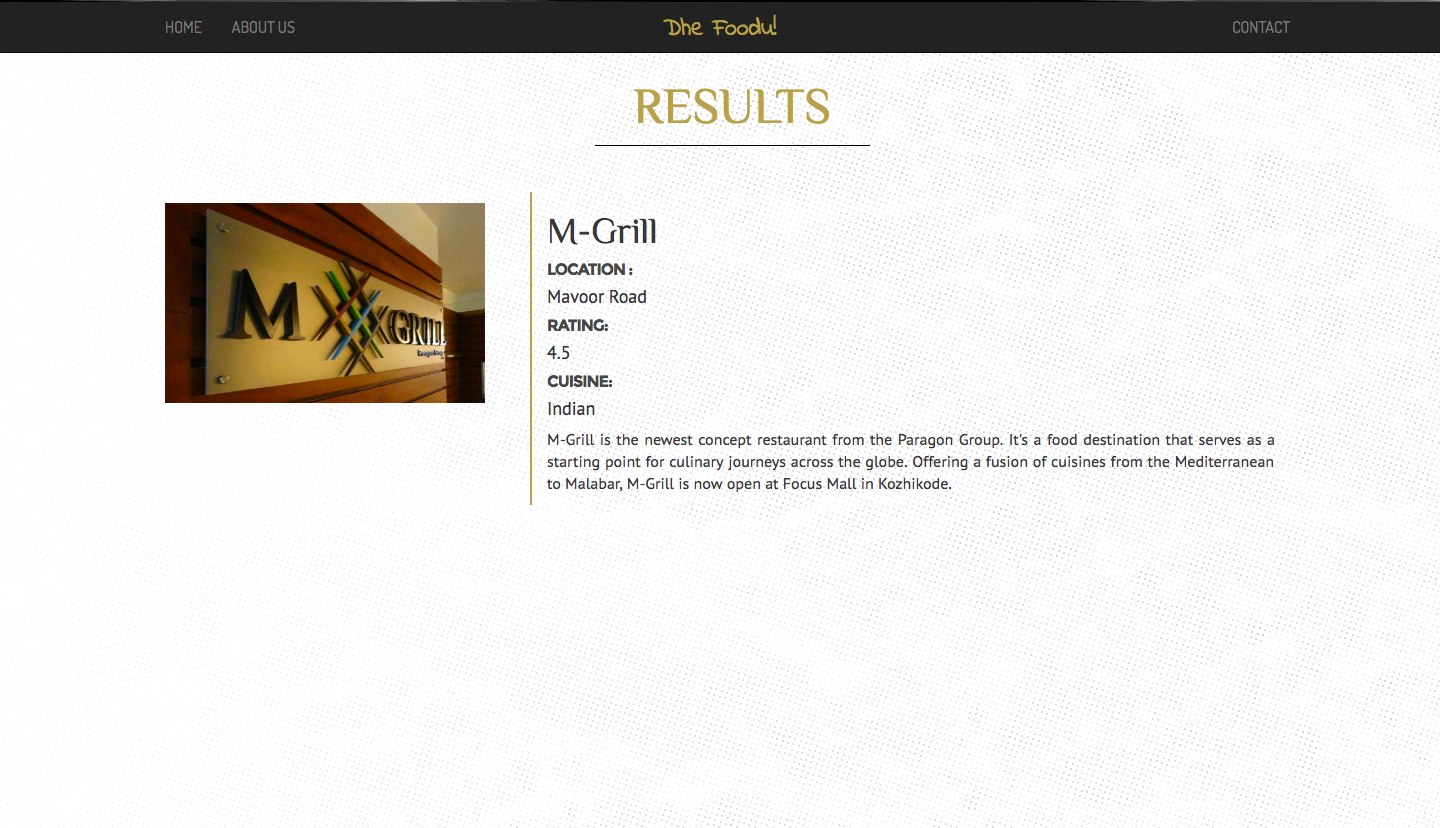 HOME ABOUT US Dhe Foodu! CONTACT
RESULTS
M GRILL
M-Grill
LOCATION :
Mavoor Road
RATING:
4.5
CUISINE:
Indian
M-Grill is the newest concept restaurant from the Paragon Group. It's a food destination that serves as a
starting point for culinary journeys across the globe. Offering a fusion of cuisines from the Mediterranean
to Malabar, M-Grill is now open at Focus Mall in Kozhikode.